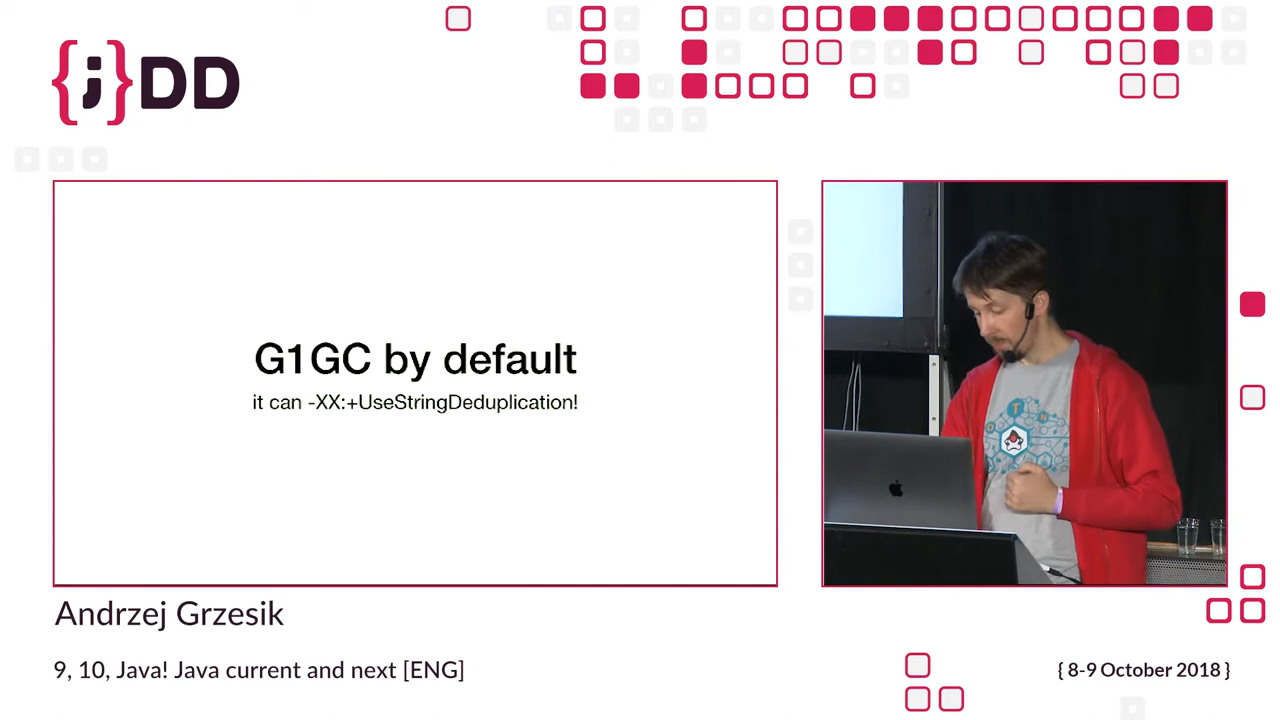 {j}DD
G1GC by default
it can -XX:+UseStringDeduplication!
Andrzej Grzesik
9, 10, Java! Java current and next [ENG]
{ 8-9 October 2018 }